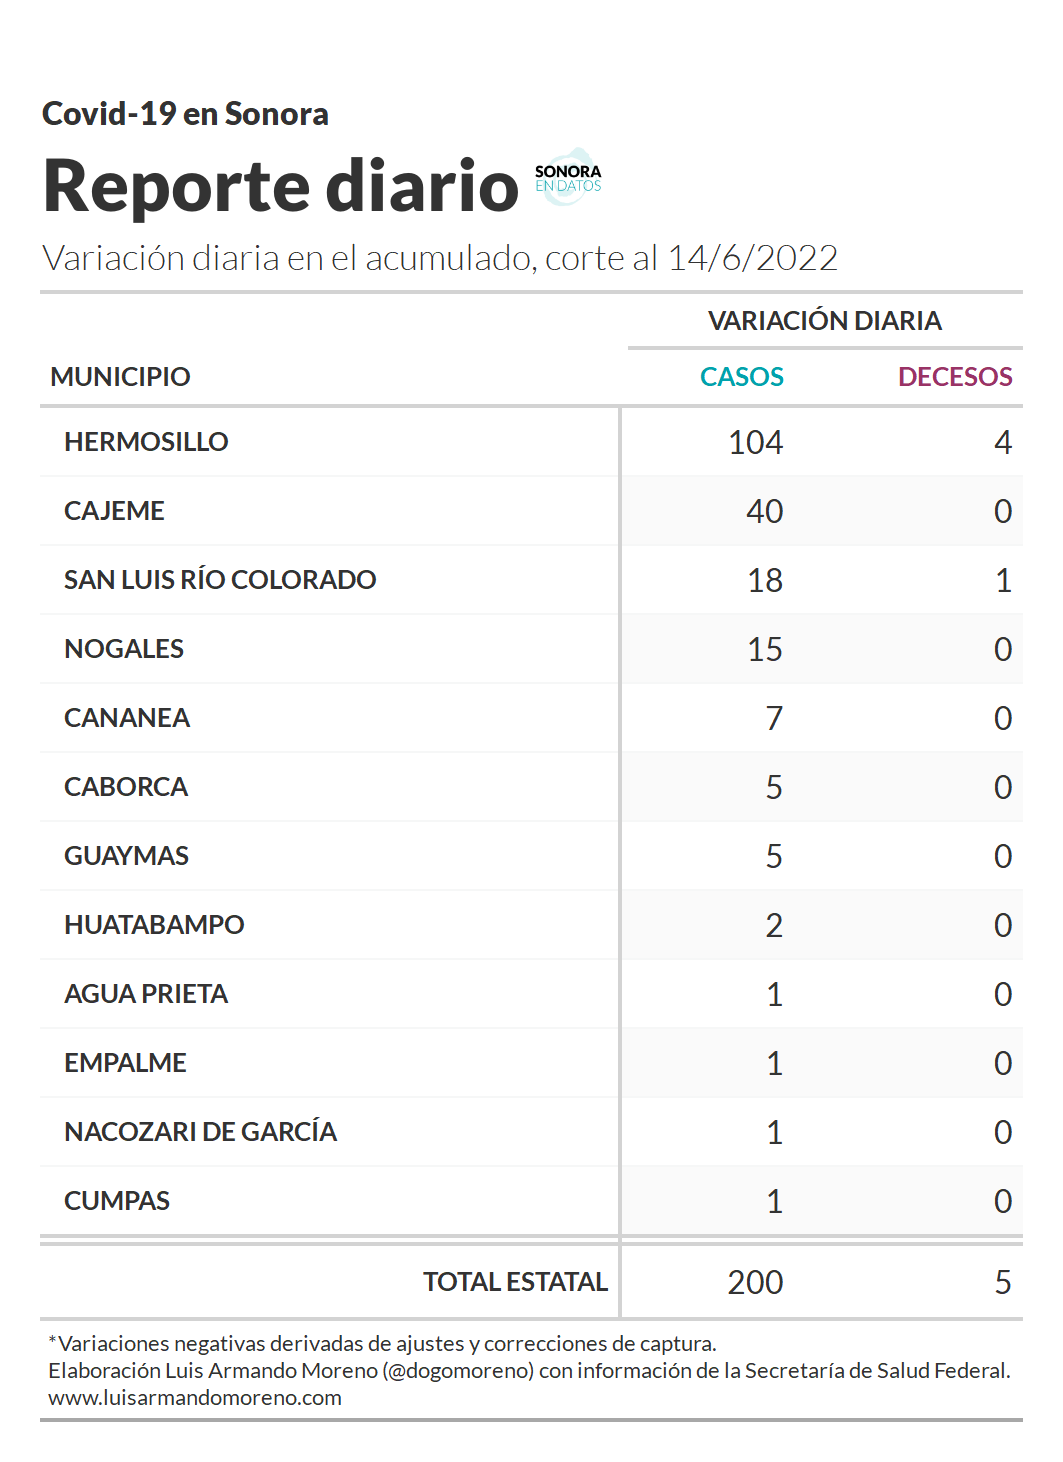 Covid-19 en Sonora
Reporte diario
SONORA
EN DATOS
Variación diaria en el acumulado, corte al 14/6/2022
VARIACIÓN DIARIA
MUNICIPIO CASOS DECESOS
HERMOSILLO 104 4
CAJEME 40 0
SAN LUIS RÍO COLORADO 18 1
NOGALES 15 0
CANANEA 7 0
CABORCA 5 0
GUAYMAS 5 0
HUATABAMPO 2 0
AGUA PRIETA 1 0
EMPALME 1 0
NACOZARI DE GARCÍA 1 0
CUMPAS 1 0
TOTAL ESTATAL 200 5
*Variaciones negativas derivadas de ajustes y correcciones de captura.
Elaboración Luis Armando Moreno (@dogomoreno) con información de la Secretaría de Salud Federal.
www.luisarmandomoreno.com